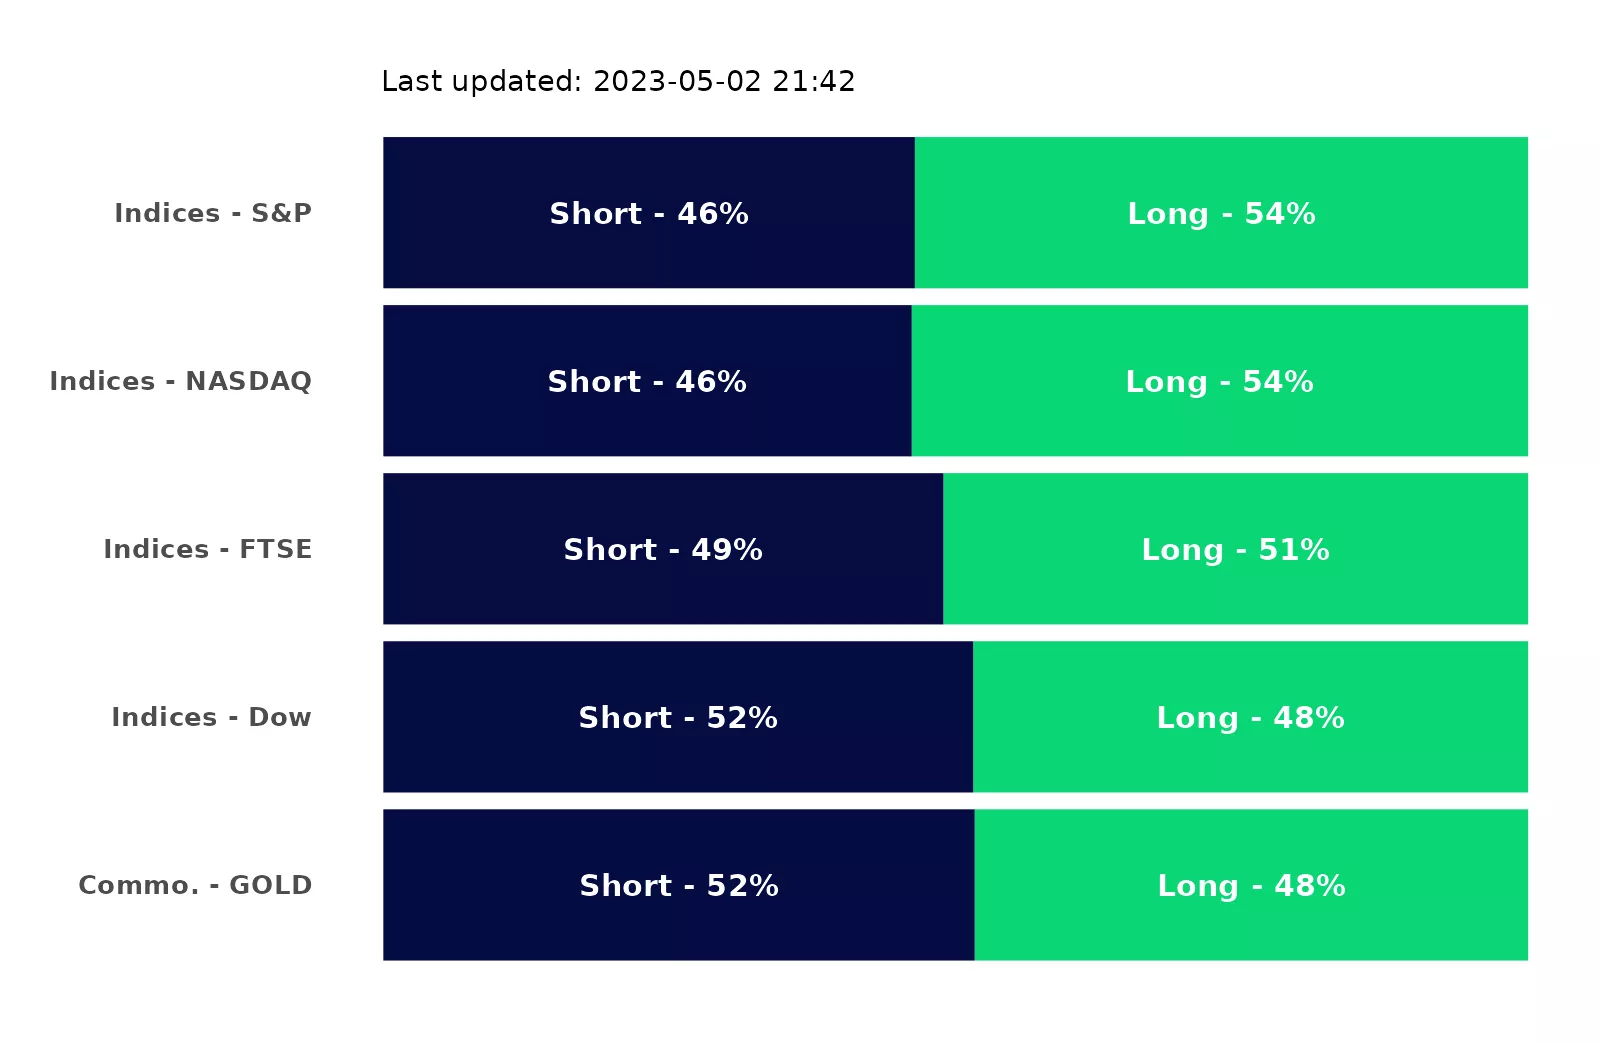 Last updated: 2023-05-02 21:42
Indices - S&P Short - 46% Long - 54%
Indices - NASDAQ Short - 46% Long - 54%
Indices - FTSE Short - 49% Long - 51%
Indices - Dow Short - 52% Long - 48%
Commo. - GOLD Short - 52% Long - 48%